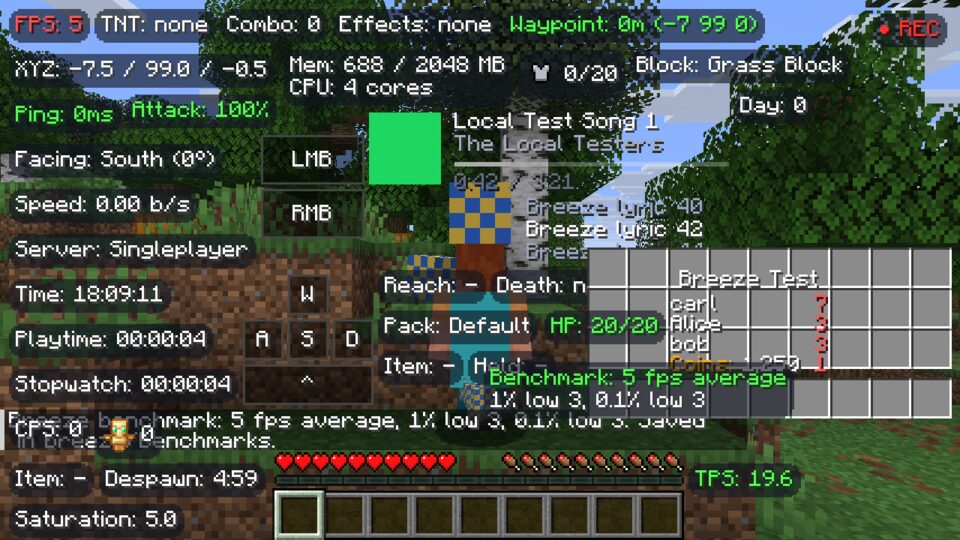 FPS: 5
TNT: none
Combo: 0
Effects: none
Waypoint: 0m (-7 99 0)
REC
XYZ: -7.5 / 99.0 / -0.5
Mem: 688 / 2048 MB
CPU: 4 cores
0/20
Block: Grass Block
Ping: 0ms
Attack: 100%
Day: 0
Local Test Song 1
The Local Testers
Facing: South (0°)
LMB
0:42
Breeze lyric 40
Speed: 0.00 b/s
RMB
Breeze lyric 42
Server: Singleplayer
Breeze lyric
Breeze Test
Reach: -
Death: n
Time: 18:09:11
W
carl 7
Alice 3
Pack: Default
HP: 20/20
Playtime: 00:00:04
A
S
D
bob 3
Coins: 1,250 1
Item: -
Held: -
Stopwatch: 00:00:04
^
Benchmark: 5 fps average
1% low 3, 0.1% low 3
Breeze benchmark: 5 fps average, 1% low 3, 0.1% low 3. Saved
in breeze benchmarks.
CPS: 0
0
Item: -
Despawn: 4:59
TPS: 19.6
Saturation: 5.0